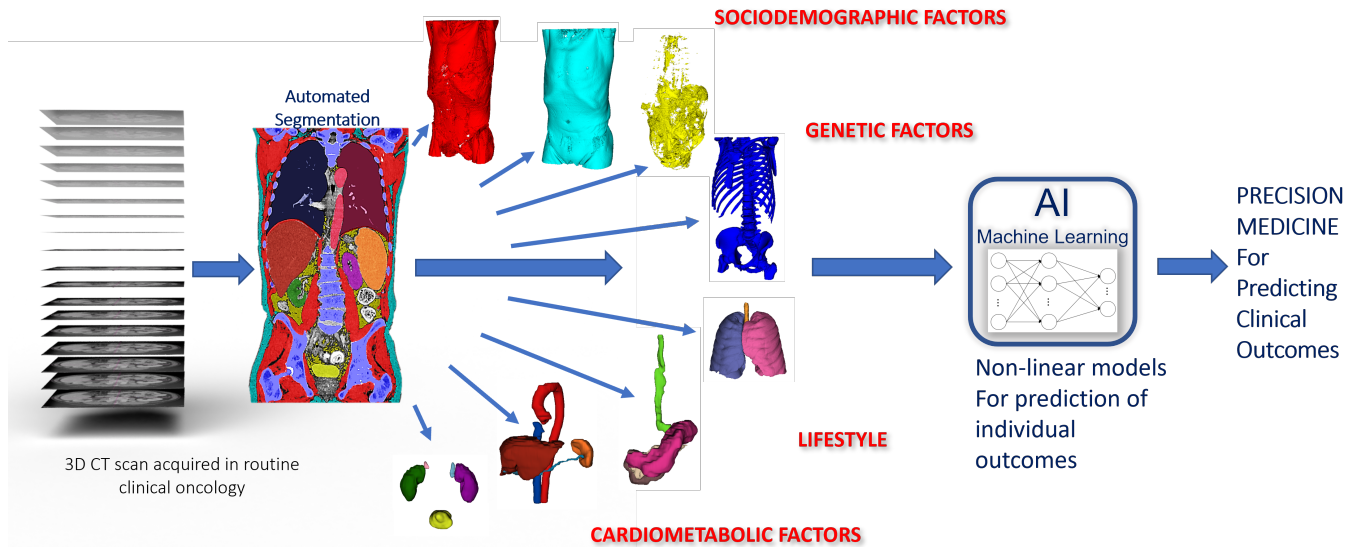 SOCIODEMOGRAPHIC FACTORS
Automated
Segmentation
GENETIC FACTORS
AI
Machine Learning
PRECISION
MEDICINE
For
Predicting
Clinical
Outcomes
Non-linear models
For prediction of
individual
outcomes
LIFESTYLE
3D CT scan acquired in routine
clinical oncology
CARDIOMETABOLIC FACTORS